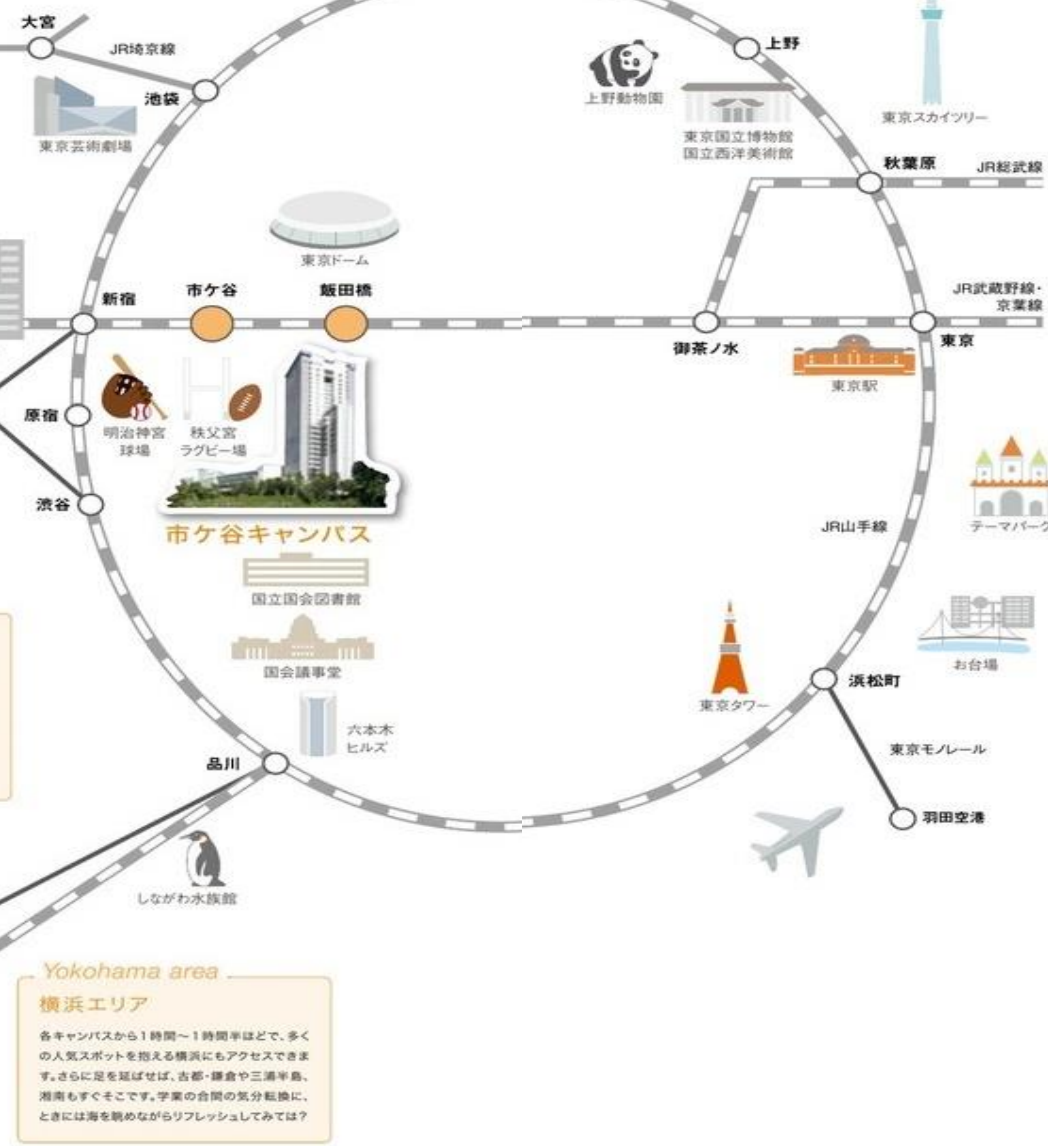 大宮
JR埼京線
池袋
東京芸術劇場
上野
上野動物園
東京国立博物館
国立西洋美術館
東京スカイツリー
秋葉原
JR総武線
東京ドーム
新宿
市ケ谷
飯田橋
JR武蔵野線・
京葉線
御茶ノ水
東京
東京駅
原宿
明治神宮
球場
秩父宮
ラグビー場
渋谷
市ケ谷キャンパス
JR山手線
テーマパーク
国立国会図書館
国会議事堂
お台場
東京タワー
浜松町
六本木
ヒルズ
品川
東京モノレール
羽田空港
しながわ水族館
Yokohama area
横浜エリア
各キャンパスから1時間〜1時間半ほどで、多く
の人気スポットを抱える横浜にもアクセスできま
す。さらに足を延ばせば、古都・鎌倉や三浦半島、
湘南もすぐそこです。学業の合間の気分転換に、
ときには海を眺めながらリフレッシュしてみては？